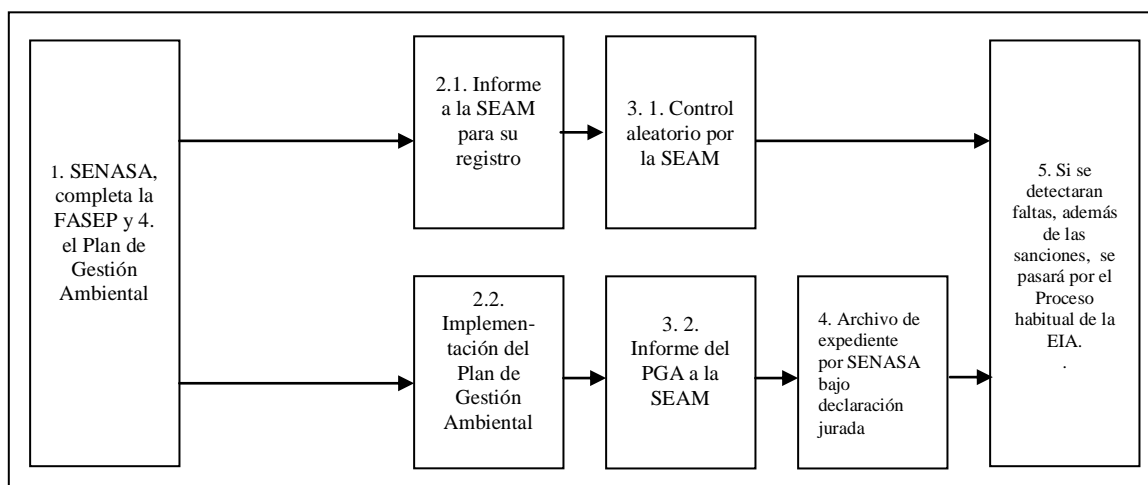 1. SENASA,
completa la
FASEP y 4.
el Plan de
Gestión
Ambiental
2.1. Informe
a la SEAM
para su
registro
3. 1. Control
aleatorio por
la SEAM
2.2.
Implemen-
tación del
Plan de
Gestión
Ambiental
3. 2.
Informe del
PGA a la
SEAM
4. Archivo de
expediente
por SENASA
bajo
declaración
jurada
5. Si se
detectaran
faltas, además
de las
sanciones, se
pasará por el
Proceso
habitual de la
EIA.
.